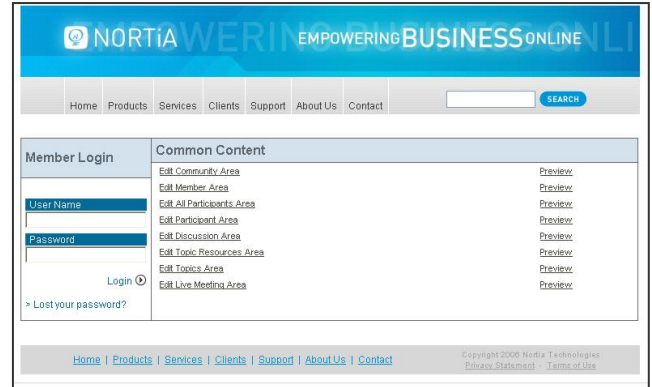 NORTiA EMPOWERING BUSINESS ONLINE
Home Products Services Clients Support About Us Contact SEARCH
Member Login
User Name
Password
Login
> Lost your password?
Common Content
Edit Community Area Preview
Edit Member Area Preview
Edit All Participants Area Preview
Edit Participant Area Preview
Edit Discussion Area Preview
Edit Topic Resources Area Preview
Edit Topics Area Preview
Edit Live Meeting Area Preview
Home | Products | Services | Clients | Support | About Us | Contact
Copyright 2006 Nortia Technologies
Privacy Statement - Terms of Use